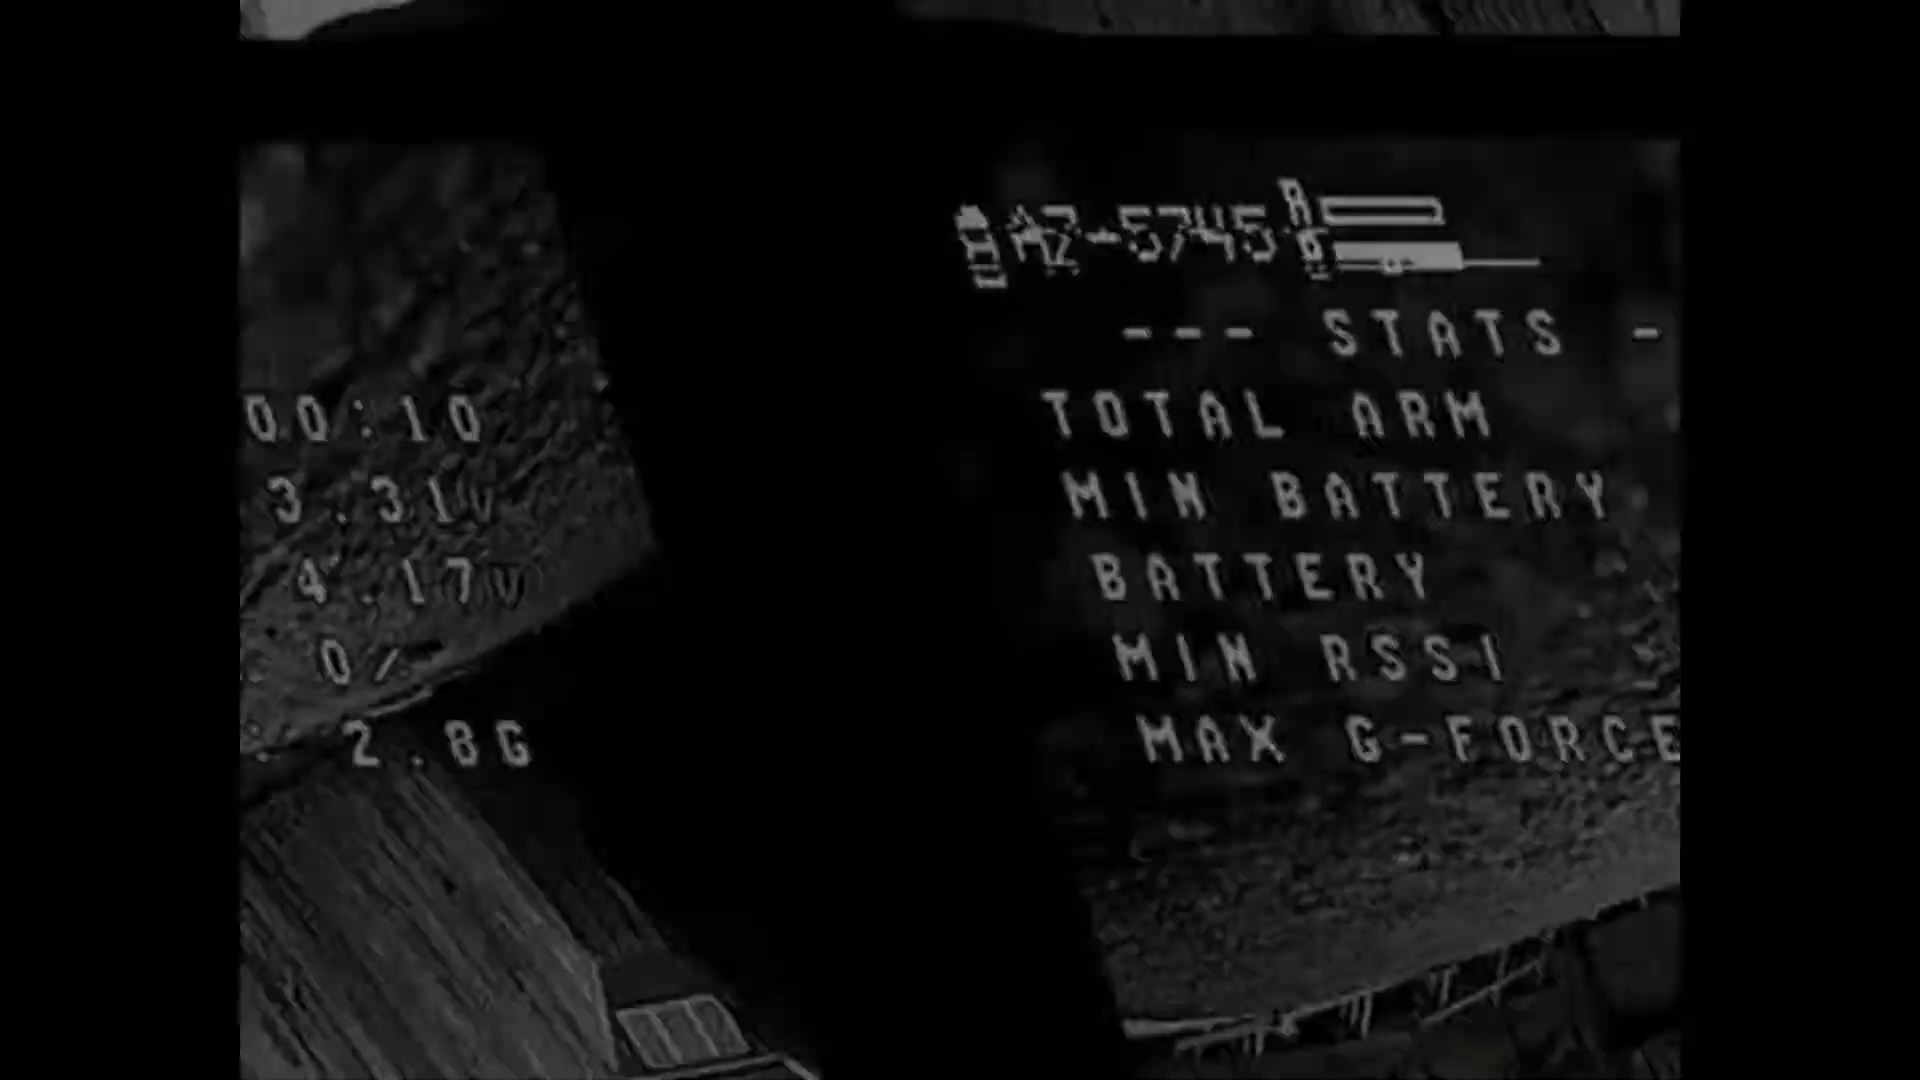 A2-5745
--- STATS -
00:10 TOTAL ARM
3.31V MIN BATTERY
4.17V BATTERY
: 0% MIN RSSI
: 2.8G MAX G-FORCE